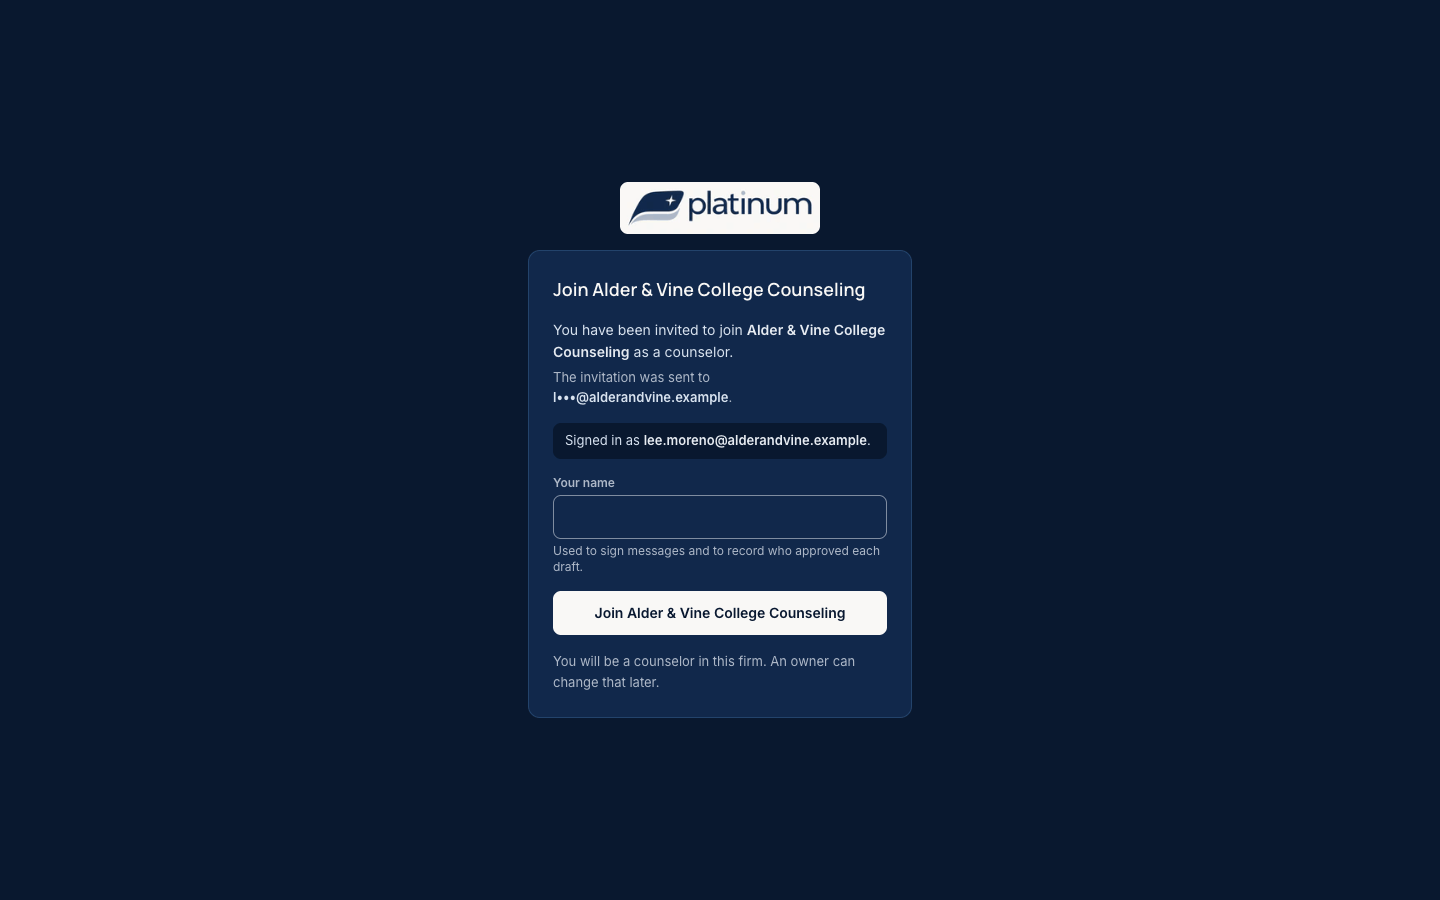 platinum
Join Alder & Vine College Counseling
You have been invited to join Alder & Vine College
Counseling as a counselor.
The invitation was sent to
l•••@alderandvine.example.
Signed in as lee.moreno@alderandvine.example.
Your name
Used to sign messages and to record who approved each
draft.
Join Alder & Vine College Counseling
You will be a counselor in this firm. An owner can
change that later.